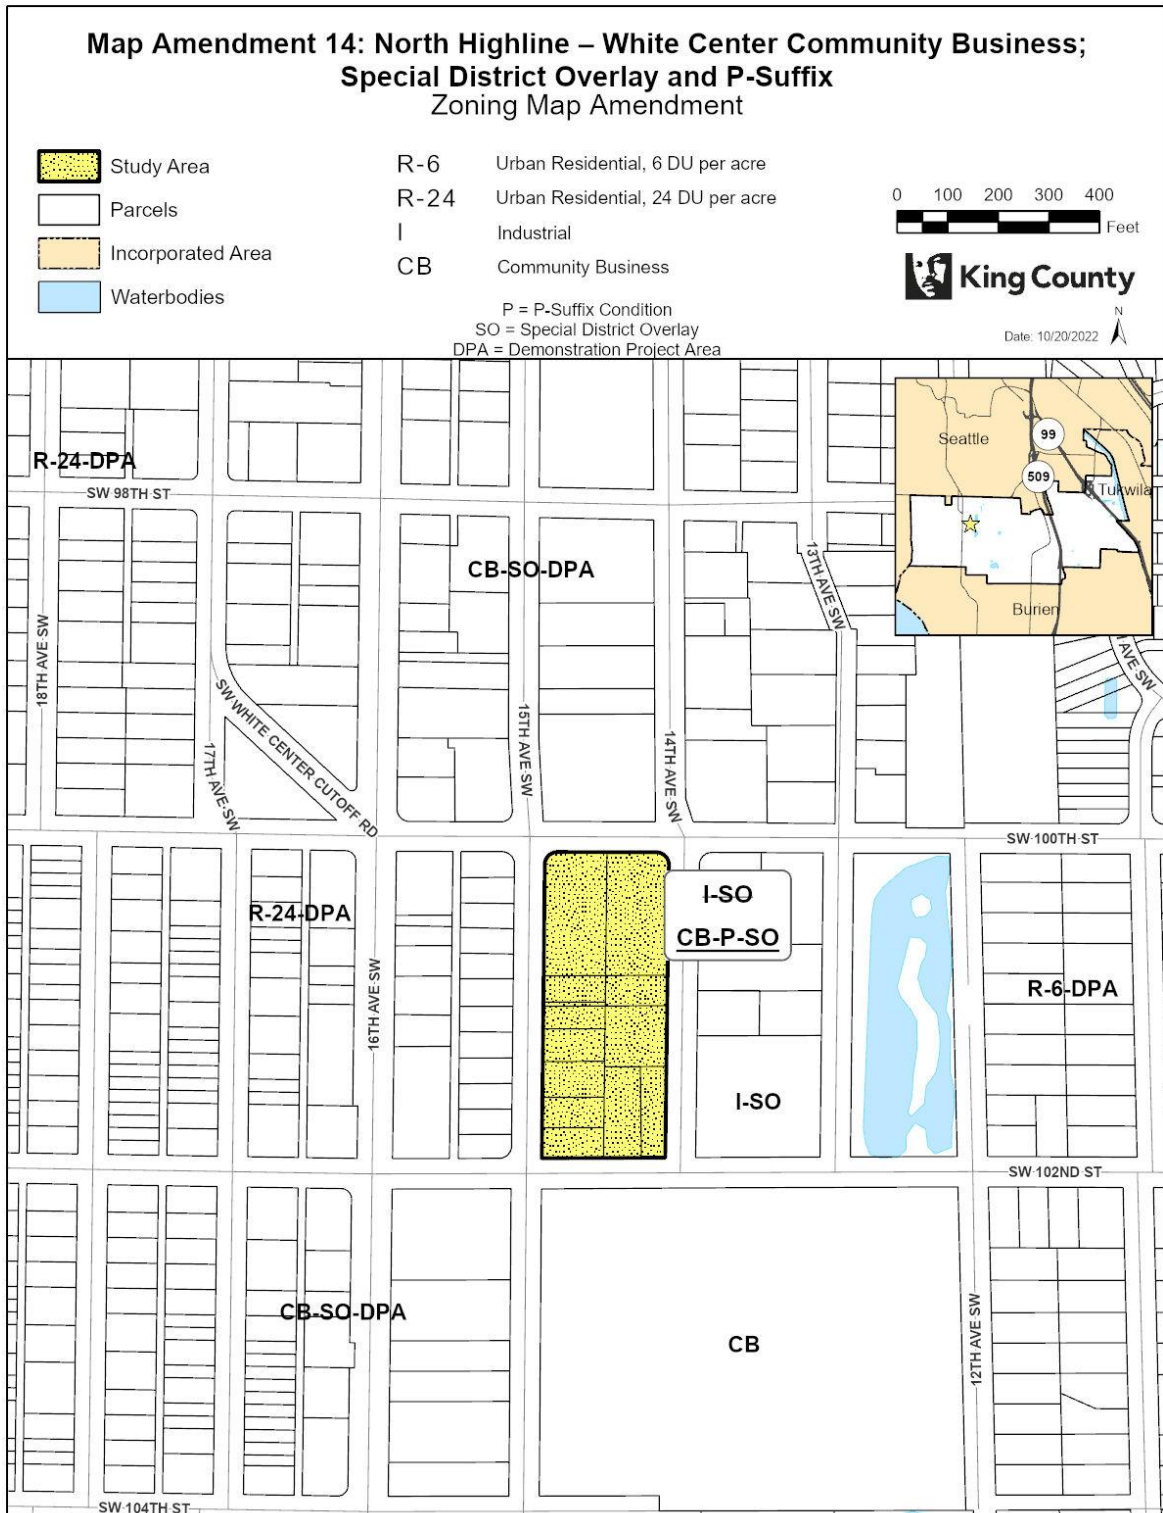 Map Amendment 14: North Highline – White Center Community Business;
Special District Overlay and P-Suffix
Zoning Map Amendment
Study Area
Parcels
Incorporated Area
Waterbodies
R-6 Urban Residential, 6 DU per acre
R-24 Urban Residential, 24 DU per acre
I Industrial
CB Community Business
P = P-Suffix Condition
SO = Special District Overlay
DPA = Demonstration Project Area
0 100 200 300 400
Feet
King County
N
Date: 10/20/2022
Seattle
99
509
Tukwila
Burien
R-24-DPA
SW 98TH ST
CB-SO-DPA
13TH AVE SW
18TH AVE SW
SW WHITE CENTER CUTOFF RD
17TH AVE SW
15TH AVE SW
14TH AVE SW
AVE SW
SW 100TH ST
I-SO
CB-P-SO
R-24-DPA
16TH AVE SW
R-6-DPA
I-SO
SW 102ND ST
CB-SO-DPA
CB
12TH AVE SW
SW 104TH ST